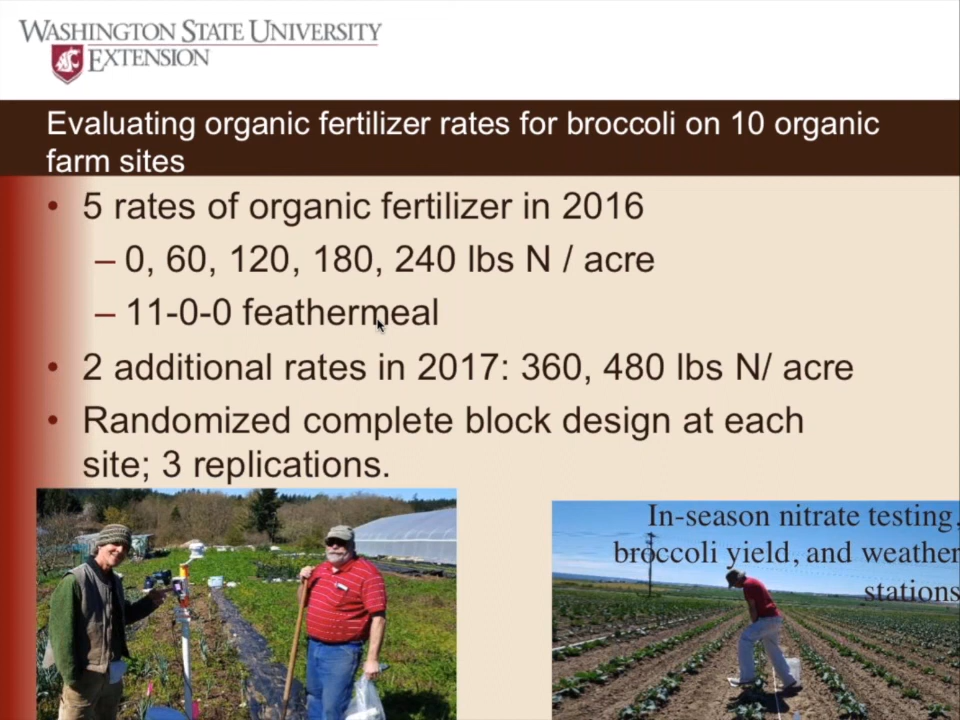 WASHINGTON STATE UNIVERSITY
EXTENSION
Evaluating organic fertilizer rates for broccoli on 10 organic
farm sites
• 5 rates of organic fertilizer in 2016
– 0, 60, 120, 180, 240 lbs N / acre
– 11-0-0 feathermeal
• 2 additional rates in 2017: 360, 480 lbs N/ acre
• Randomized complete block design at each
site; 3 replications.
In-season nitrate testing,
broccoli yield, and weather
stations